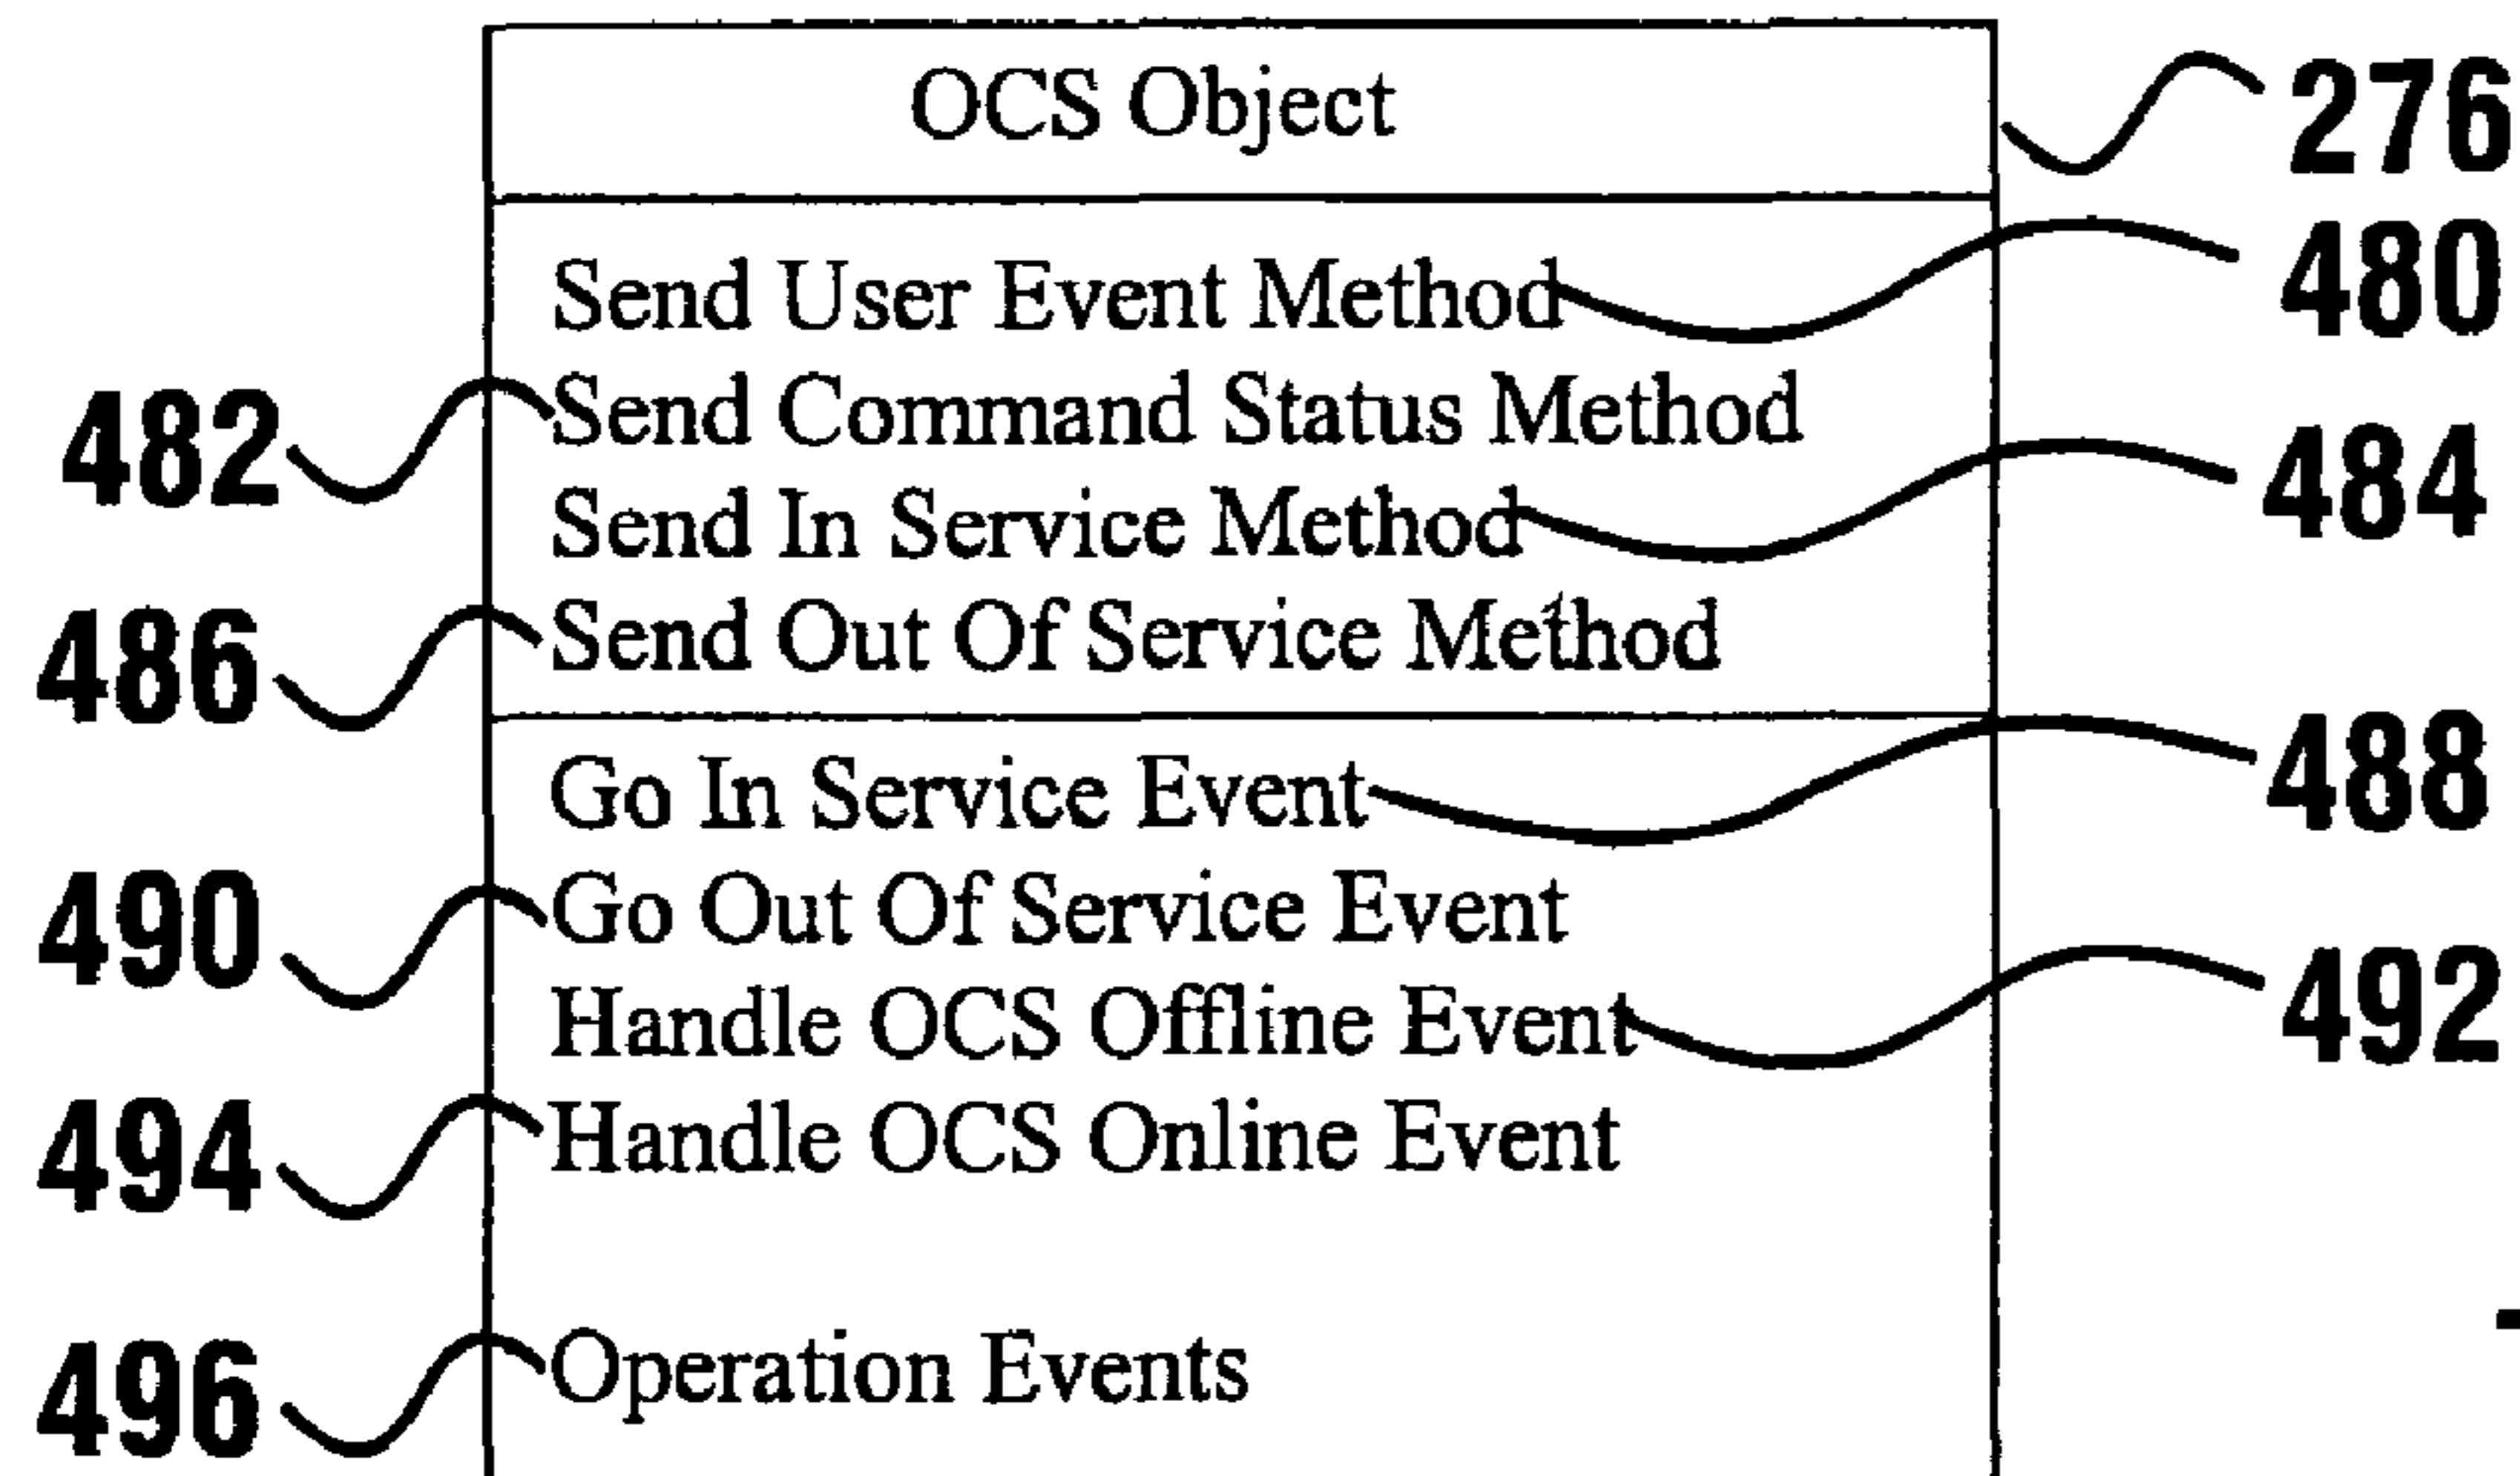 OCS Object
276
Send User Event Method
480
482
Send Command Status Method
Send In Service Method
484
486
Send Out Of Service Method
Go In Service Event
488
490
Go Out Of Service Event
Handle OCS Offline Event
492
494
Handle OCS Online Event
496
Operation Events